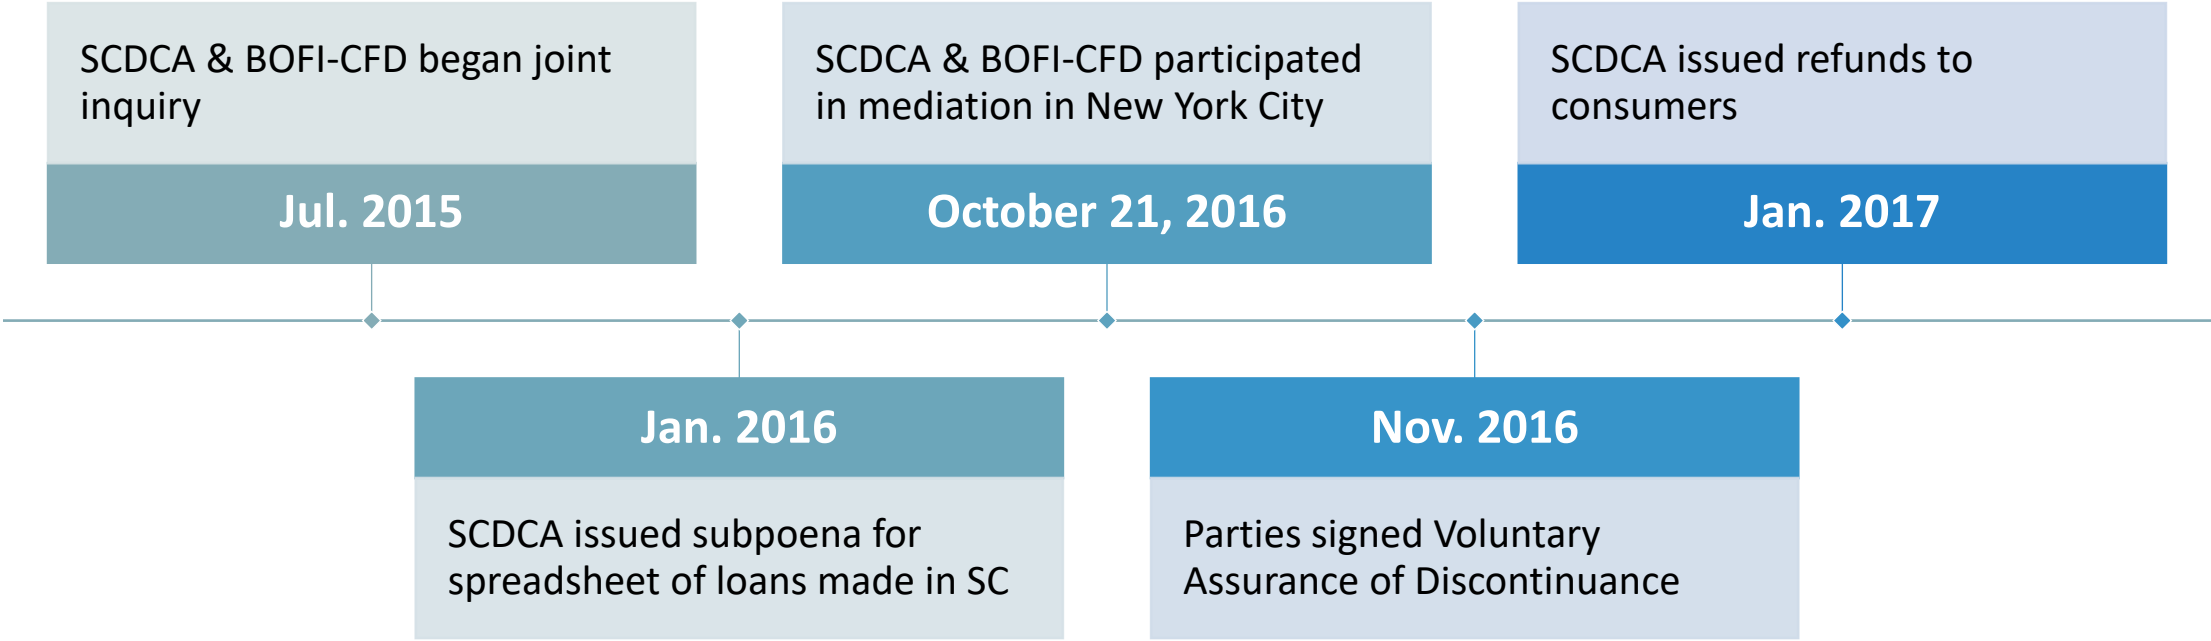 SCDCA & BOFI-CFD began joint
inquiry
Jul. 2015
Jan. 2016
SCDCA issued subpoena for
spreadsheet of loans made in SC
SCDCA & BOFI-CFD participated
in mediation in New York City
October 21, 2016
Nov. 2016
Parties signed Voluntary
Assurance of Discontinuance
SCDCA issued refunds to
consumers
Jan. 2017